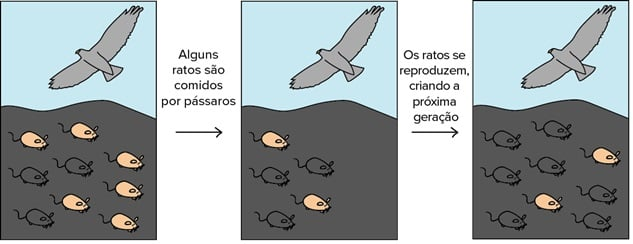 Alguns
ratos são
comidos
por pássaros
Os ratos se
reproduzem,
criando a
próxima
geração